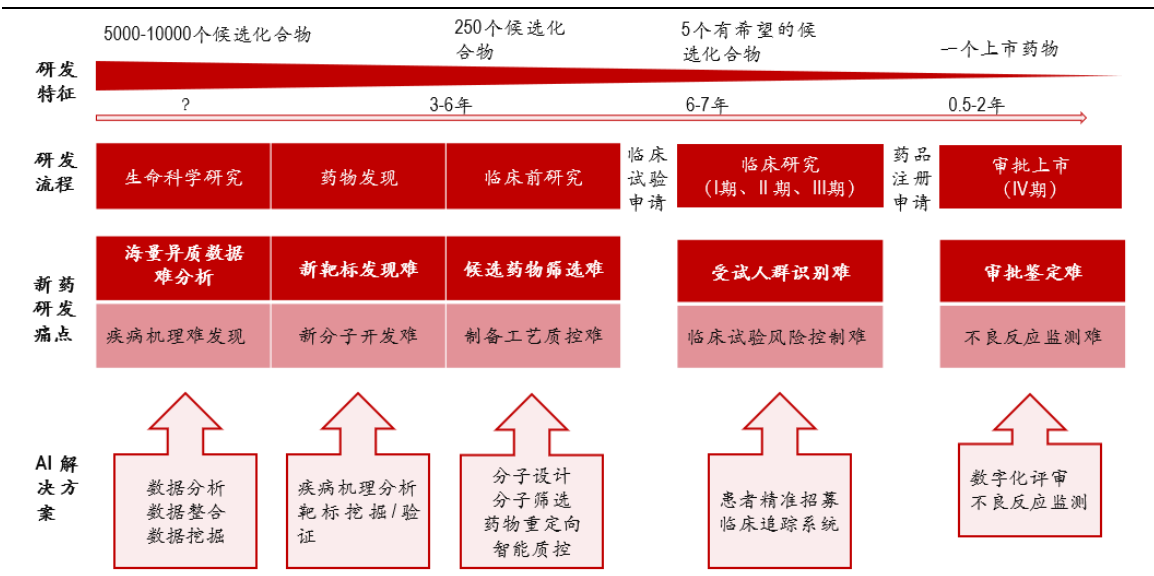 5000-10000个候选化合物
250个候选化
合物
5个有希望的候
选化合物
一个上市药物
研发
特征
?
3-6年
6-7年
0.5-2年
研发
流程
生命科学研究
药物发现
临床前研究
临床
试验
申请
临床研究
(I期、II 期、III期)
药品
注册
申请
审批上市
(IV期)
新药
研发
痛点
海量异质数据
难分析
新靶标发现难
候选药物筛选难
受试人群识别难
审批鉴定难
疾病机理难发现
新分子开发难
制备工艺质控难
临床试验风险控制难
不良反应监测难
AI 解
决方
案
数据分析
数据整合
数据挖掘
疾病机理分析
靶标挖掘/验
证
分子设计
分子筛选
药物重定向
智能质控
患者精准招募
临床追踪系统
数字化评审
不良反应监测